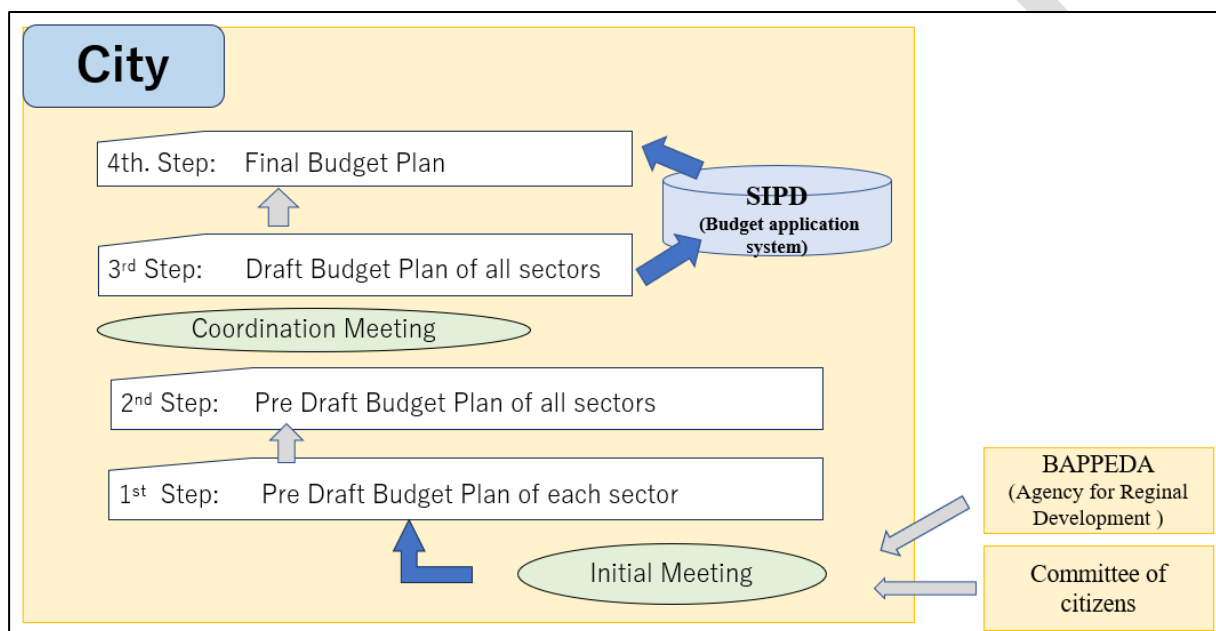 City
4th. Step: Final Budget Plan
SIPD
(Budget application
system)
3rd Step: Draft Budget Plan of all sectors
Coordination Meeting
2nd Step: Pre Draft Budget Plan of all sectors
1st Step: Pre Draft Budget Plan of each sector
Initial Meeting
BAPPEDA
(Agency for Reginal
Development )
Committee of
citizens